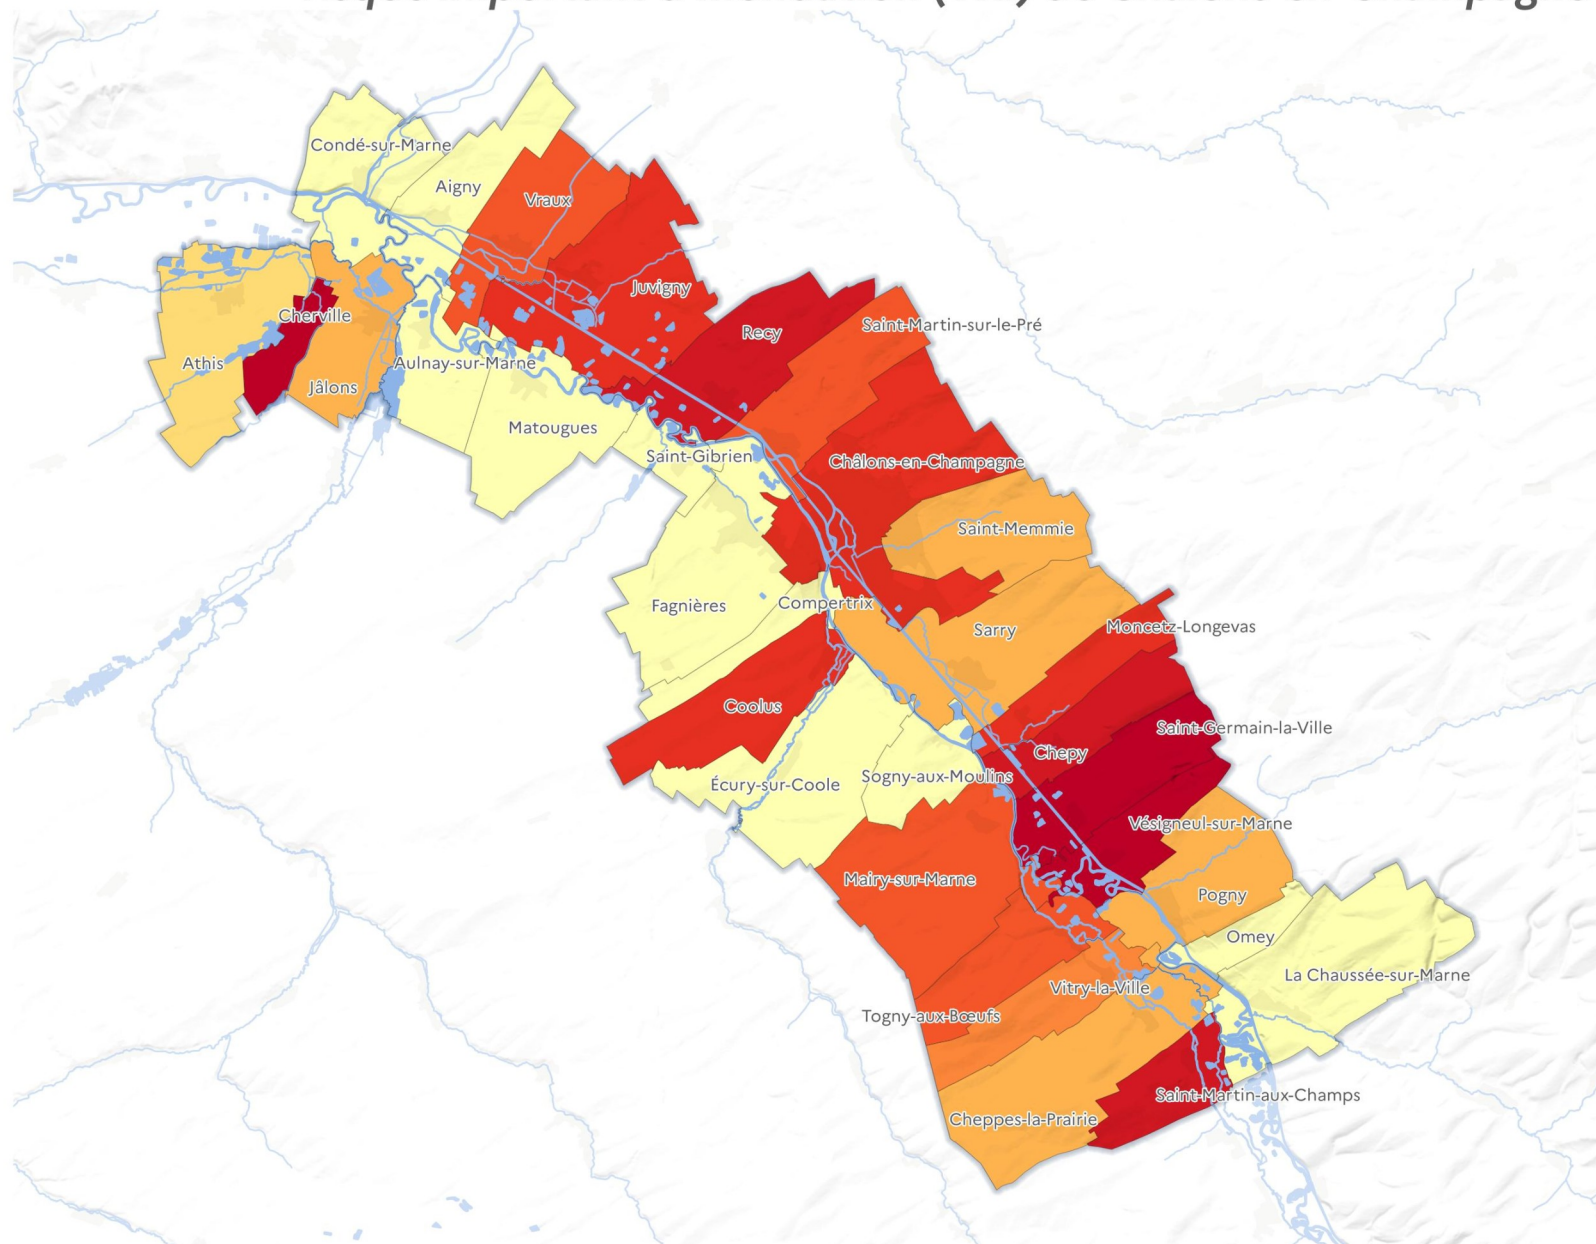 Condé-sur-Marne
Aigny
Vraux
Juvigny
Cherville
Recy
Saint-Martin-sur-le-Pré
Athis
Aulnay-sur-Marne
Jâlons
Matougues
Saint-Gibrien
Châlons-en-Champagne
Saint-Memmie
Fagnières
Compertrix
Sarry
Moncetz-Longevas
Coolus
Saint-Germain-la-Ville
Chepy
Écury-sur-Coole
Sogny-aux-Moulins
Vésigneul-sur-Marne
Mairy-sur-Marne
Pogny
Omey
La Chaussée-sur-Marne
Vitry-la-Ville
Togny-aux-Bœufs
Saint-Martin-aux-Champs
Cheppes-la-Prairie